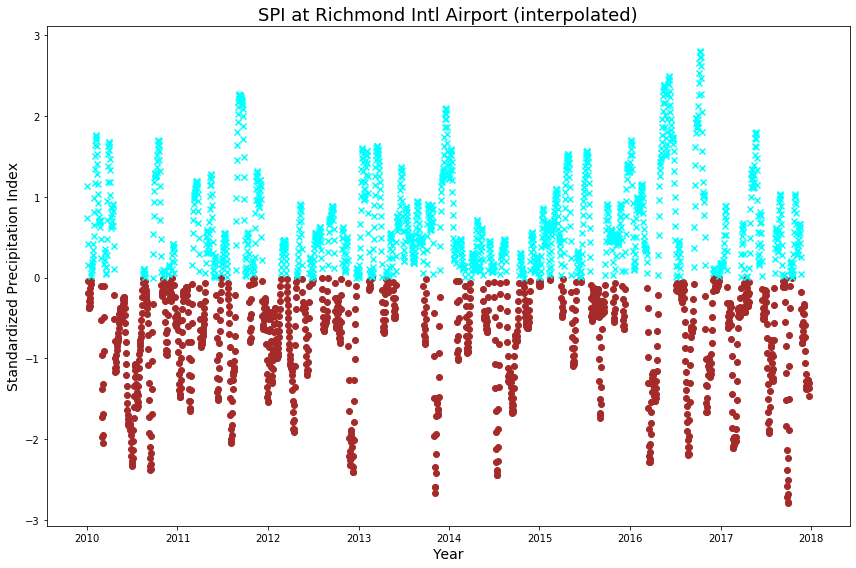 SPI at Richmond Intl Airport (interpolated)
Standardized Precipitation Index
3
2
1
0
−1
−2
−3
2010 2011 2012 2013 2014 2015 2016 2017 2018
Year